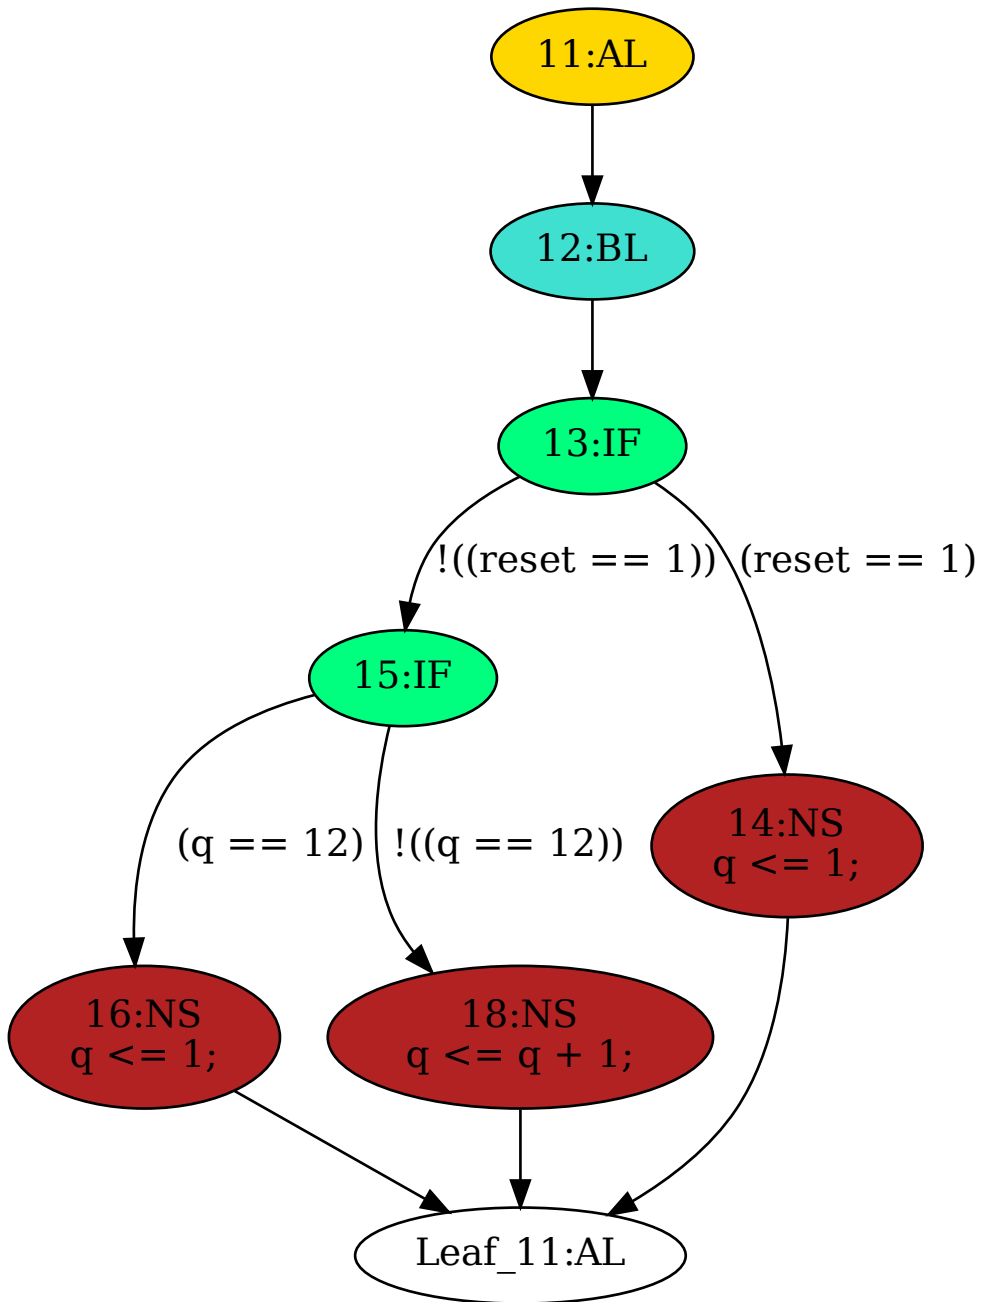 11:AL
12:BL
13:IF
!((reset == 1))
(reset == 1)
15:IF
(q == 12)
!((q == 12))
14:NS
q <= 1;
16:NS
q <= 1;
18:NS
q <= q + 1;
Leaf_11:AL